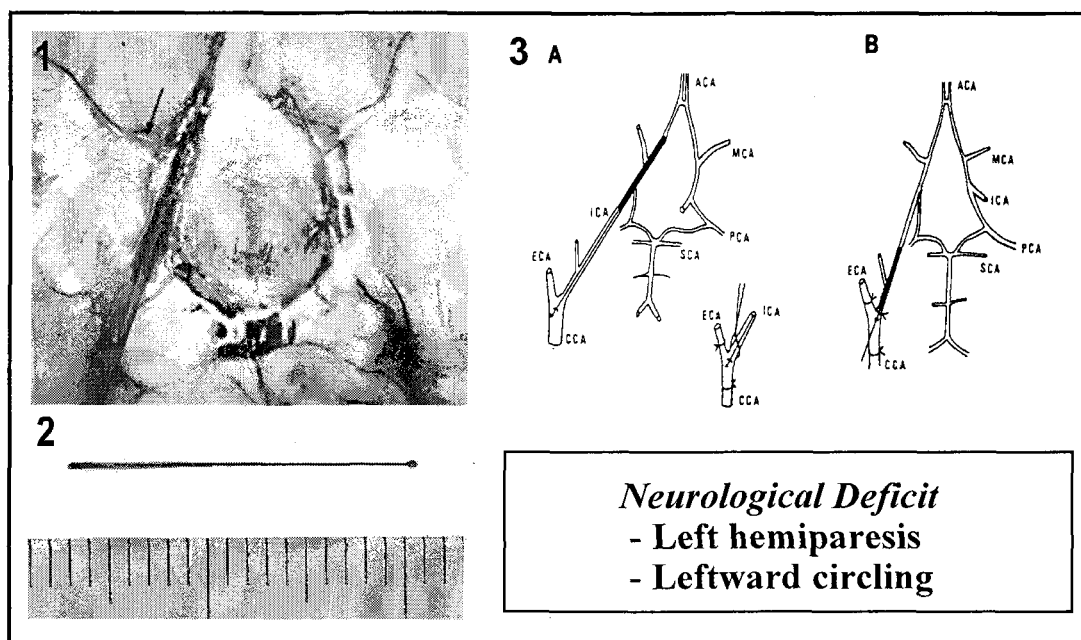 1
2
3 A
B
ACA
MCA
ICA
PCA
ECA
SCA
CCA
ECA
ICA
CCA
ACA
MCA
ICA
PCA
SCA
ECA
CCA
Neurological Deficit
- Left hemiparesis
- Leftward circling